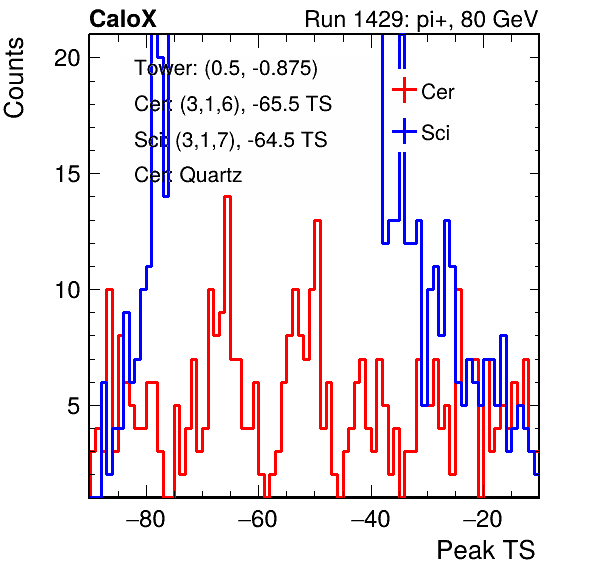 CaloX Run 1429: pi+, 80 GeV
Counts
Tower: (0.5, -0.875)
Cer: (3,1,6), -65.5 TS
Sci: (3,1,7), -64.5 TS
Cer: Quartz
Cer
Sci
20
15
10
5
−80 −60 −40 −20
Peak TS